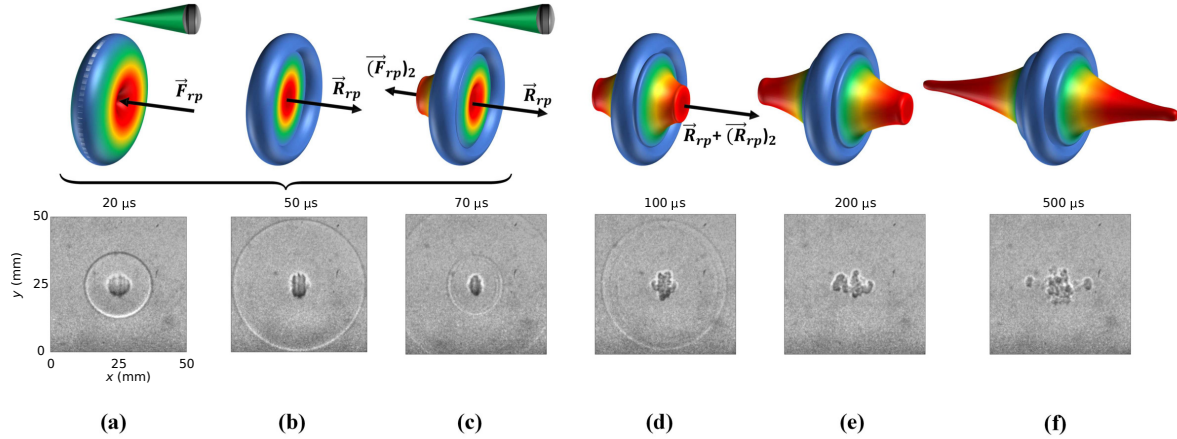 F_rp
R_rp
(F_rp)_2
R_rp
R_rp + (R_rp)_2
20 μs
50 μs
70 μs
100 μs
200 μs
500 μs
50
25
0
y (mm)
0
25
50
x (mm)
(a)
(b)
(c)
(d)
(e)
(f)